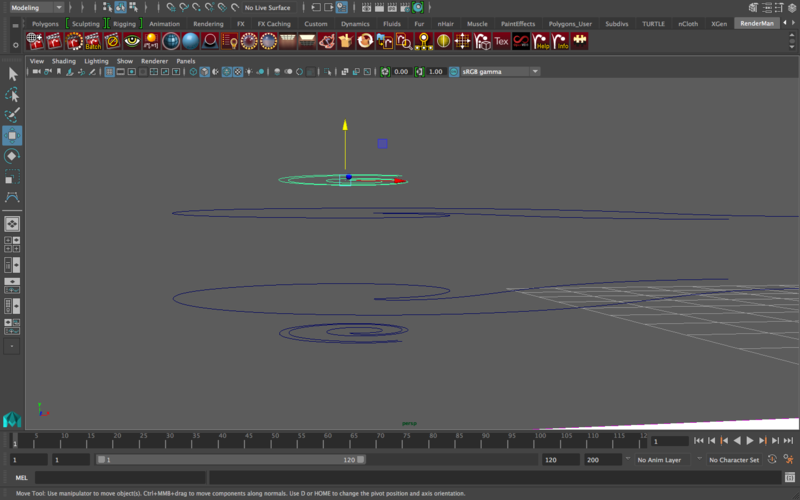 Modeling No Live Surface
Polygons Sculpting Rigging Animation Rendering FX FX Caching Custom Dynamics Fluids Fur nHair Muscle PaintEffects Polygons_User Subdivs TURTLE nCloth XGen RenderMan
Batch Tex Help Info
View Shading Lighting Show Renderer Panels
0.00 1.00 sRGB gamma
persp
1 5 10 15 20 25 30 35 40 45 50 55 60 65 70 75 80 85 90 95 100 105 110 115 12 1
1 1 1 120 120 200 No Anim Layer No Character Set
MEL
Move Tool: Use manipulator to move object(s). Ctrl+MMB+drag to move components along normals. Use D or HOME to change the pivot position and axis orientation.